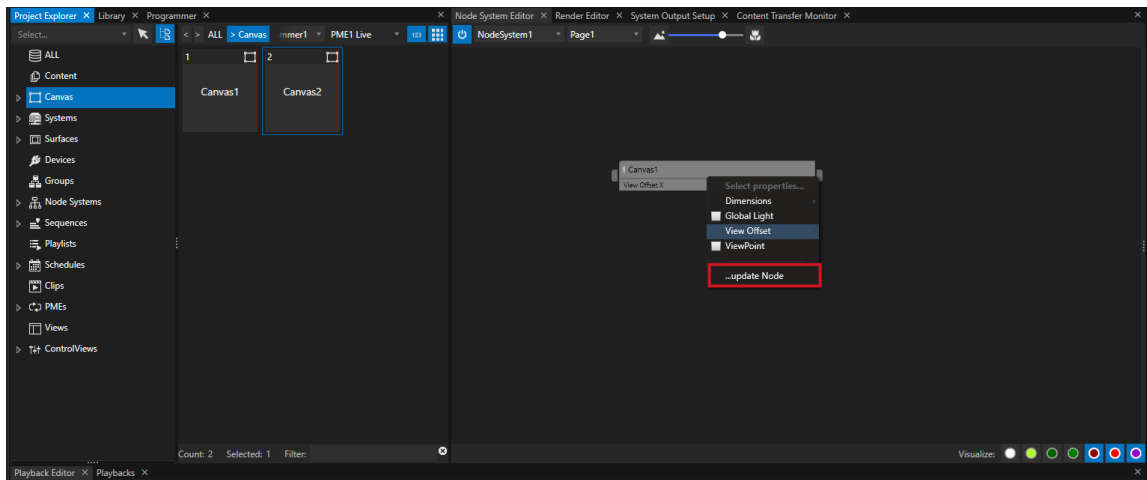 Project Explorer Library Programmer
Select...
ALL
Content
Canvas
Systems
Surfaces
Devices
Groups
Node Systems
Sequences
Playlists
Schedules
Clips
PMEs
Views
ControlViews
< > ALL > Canvas mmer1 PME1 Live 123
1
Canvas1
2
Canvas2
Count: 2 Selected: 1 Filter:
Node System Editor Render Editor System Output Setup Content Transfer Monitor
NodeSystem1 Page1
1 Canvas1
View Offset X
Select properties...
Dimensions
Global Light
View Offset
ViewPoint
...update Node
Visualize:
Playback Editor Playbacks